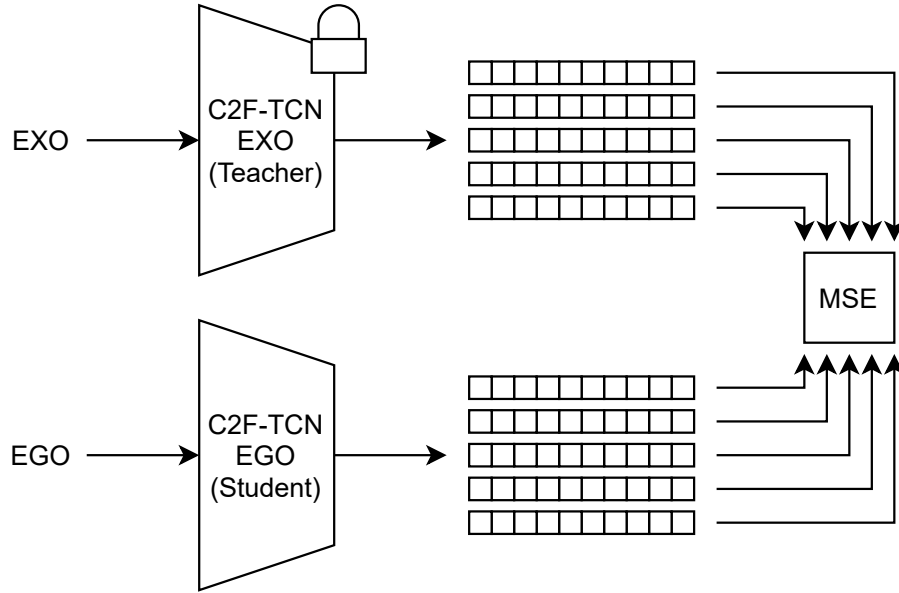 EXO
C2F-TCN
EXO
(Teacher)
MSE
EGO
C2F-TCN
EGO
(Student)